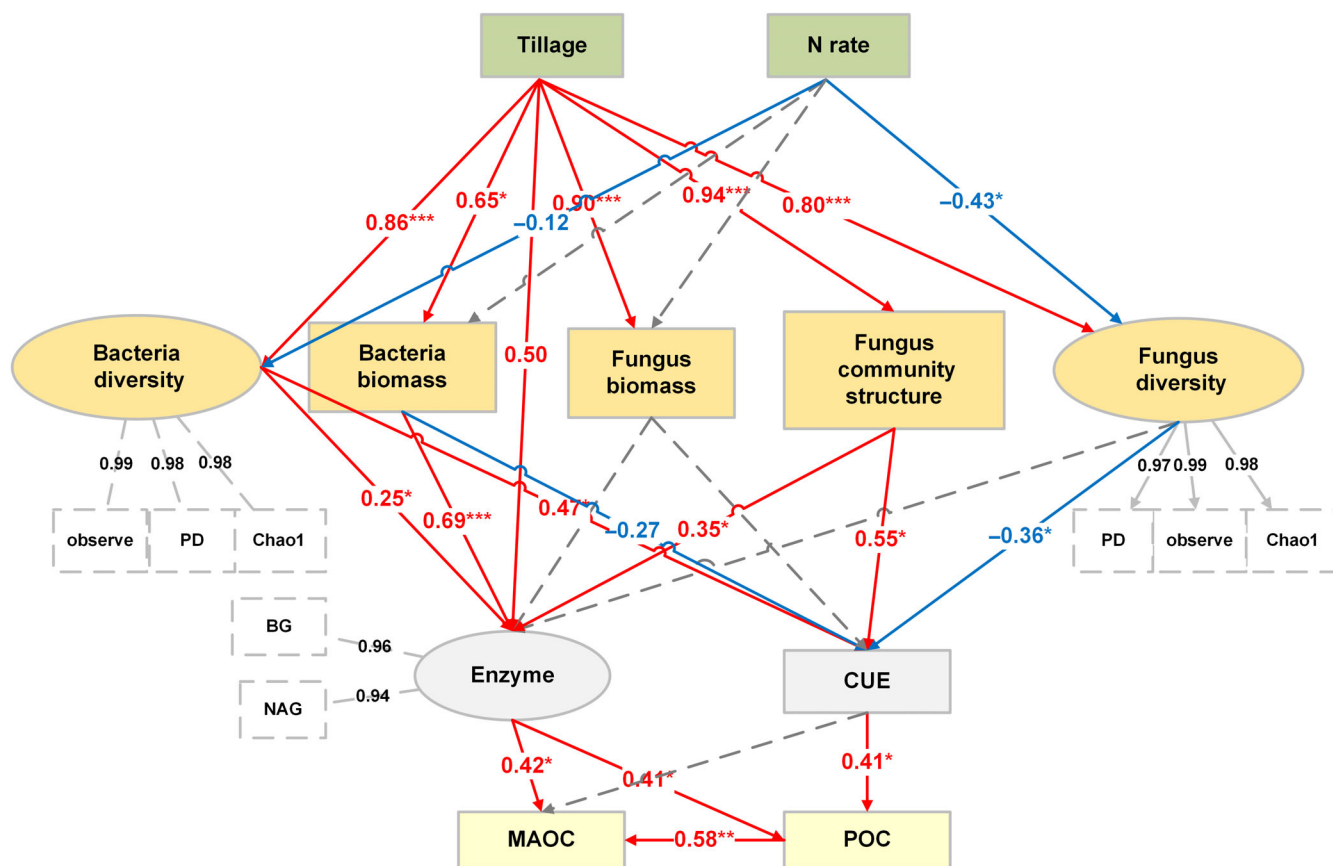 Tillage
N rate
0.86***
0.65*
−0.12
0.90***
0.94***
0.80***
−0.43*
Bacteria
diversity
Bacteria
biomass
0.50
Fungus
biomass
Fungus
community
structure
Fungus
diversity
0.99
0.98
0.98
0.97
0.99
0.98
observe
PD
Chao1
0.25*
0.69***
0.47*
−0.27
0.35*
0.55*
−0.36*
PD
observe
Chao1
BG
0.96
NAG
0.94
Enzyme
CUE
0.42*
0.41*
0.41*
MAOC
0.58**
POC